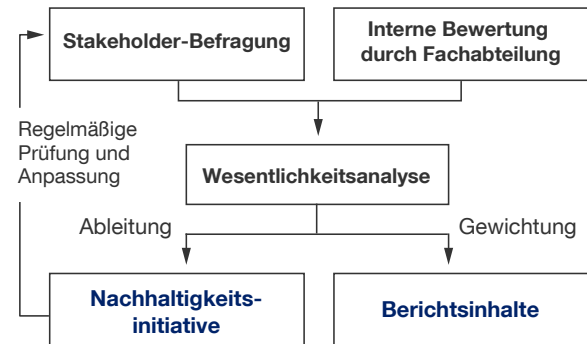 Stakeholder-Befragung
Interne Bewertung
durch Fachabteilung
Regelmäßige
Prüfung und
Anpassung
Wesentlichkeitsanalyse
Ableitung
Gewichtung
Nachhaltigkeits-
initiative
Berichtsinhalte